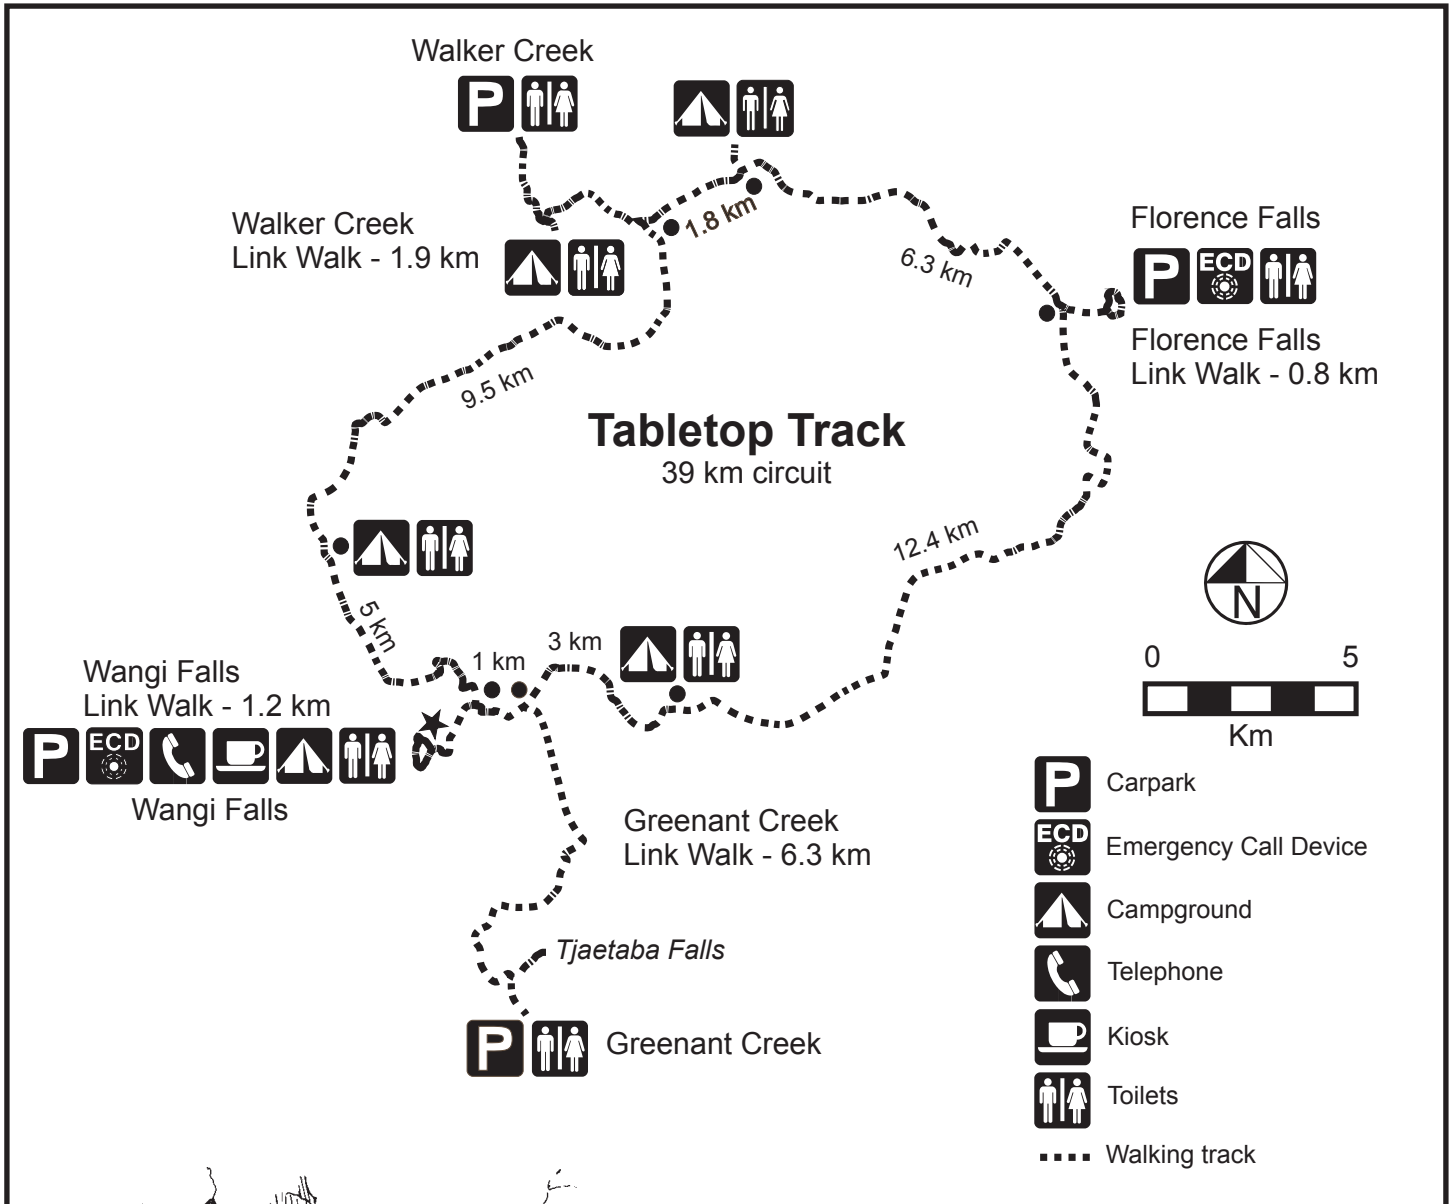 Walker Creek
P
Walker Creek
Link Walk - 1.9 km
1.8 km
6.3 km
Florence Falls
P ECD
Florence Falls
Link Walk - 0.8 km
9.5 km
Tabletop Track
39 km circuit
12.4 km
N
5 km
1 km
3 km
0 5
Km
Wangi Falls
Link Walk - 1.2 km
P ECD
Wangi Falls
Greenant Creek
Link Walk - 6.3 km
Tjaetaba Falls
P
Greenant Creek
P Carpark
ECD Emergency Call Device
Campground
Telephone
Kiosk
Toilets
Walking track